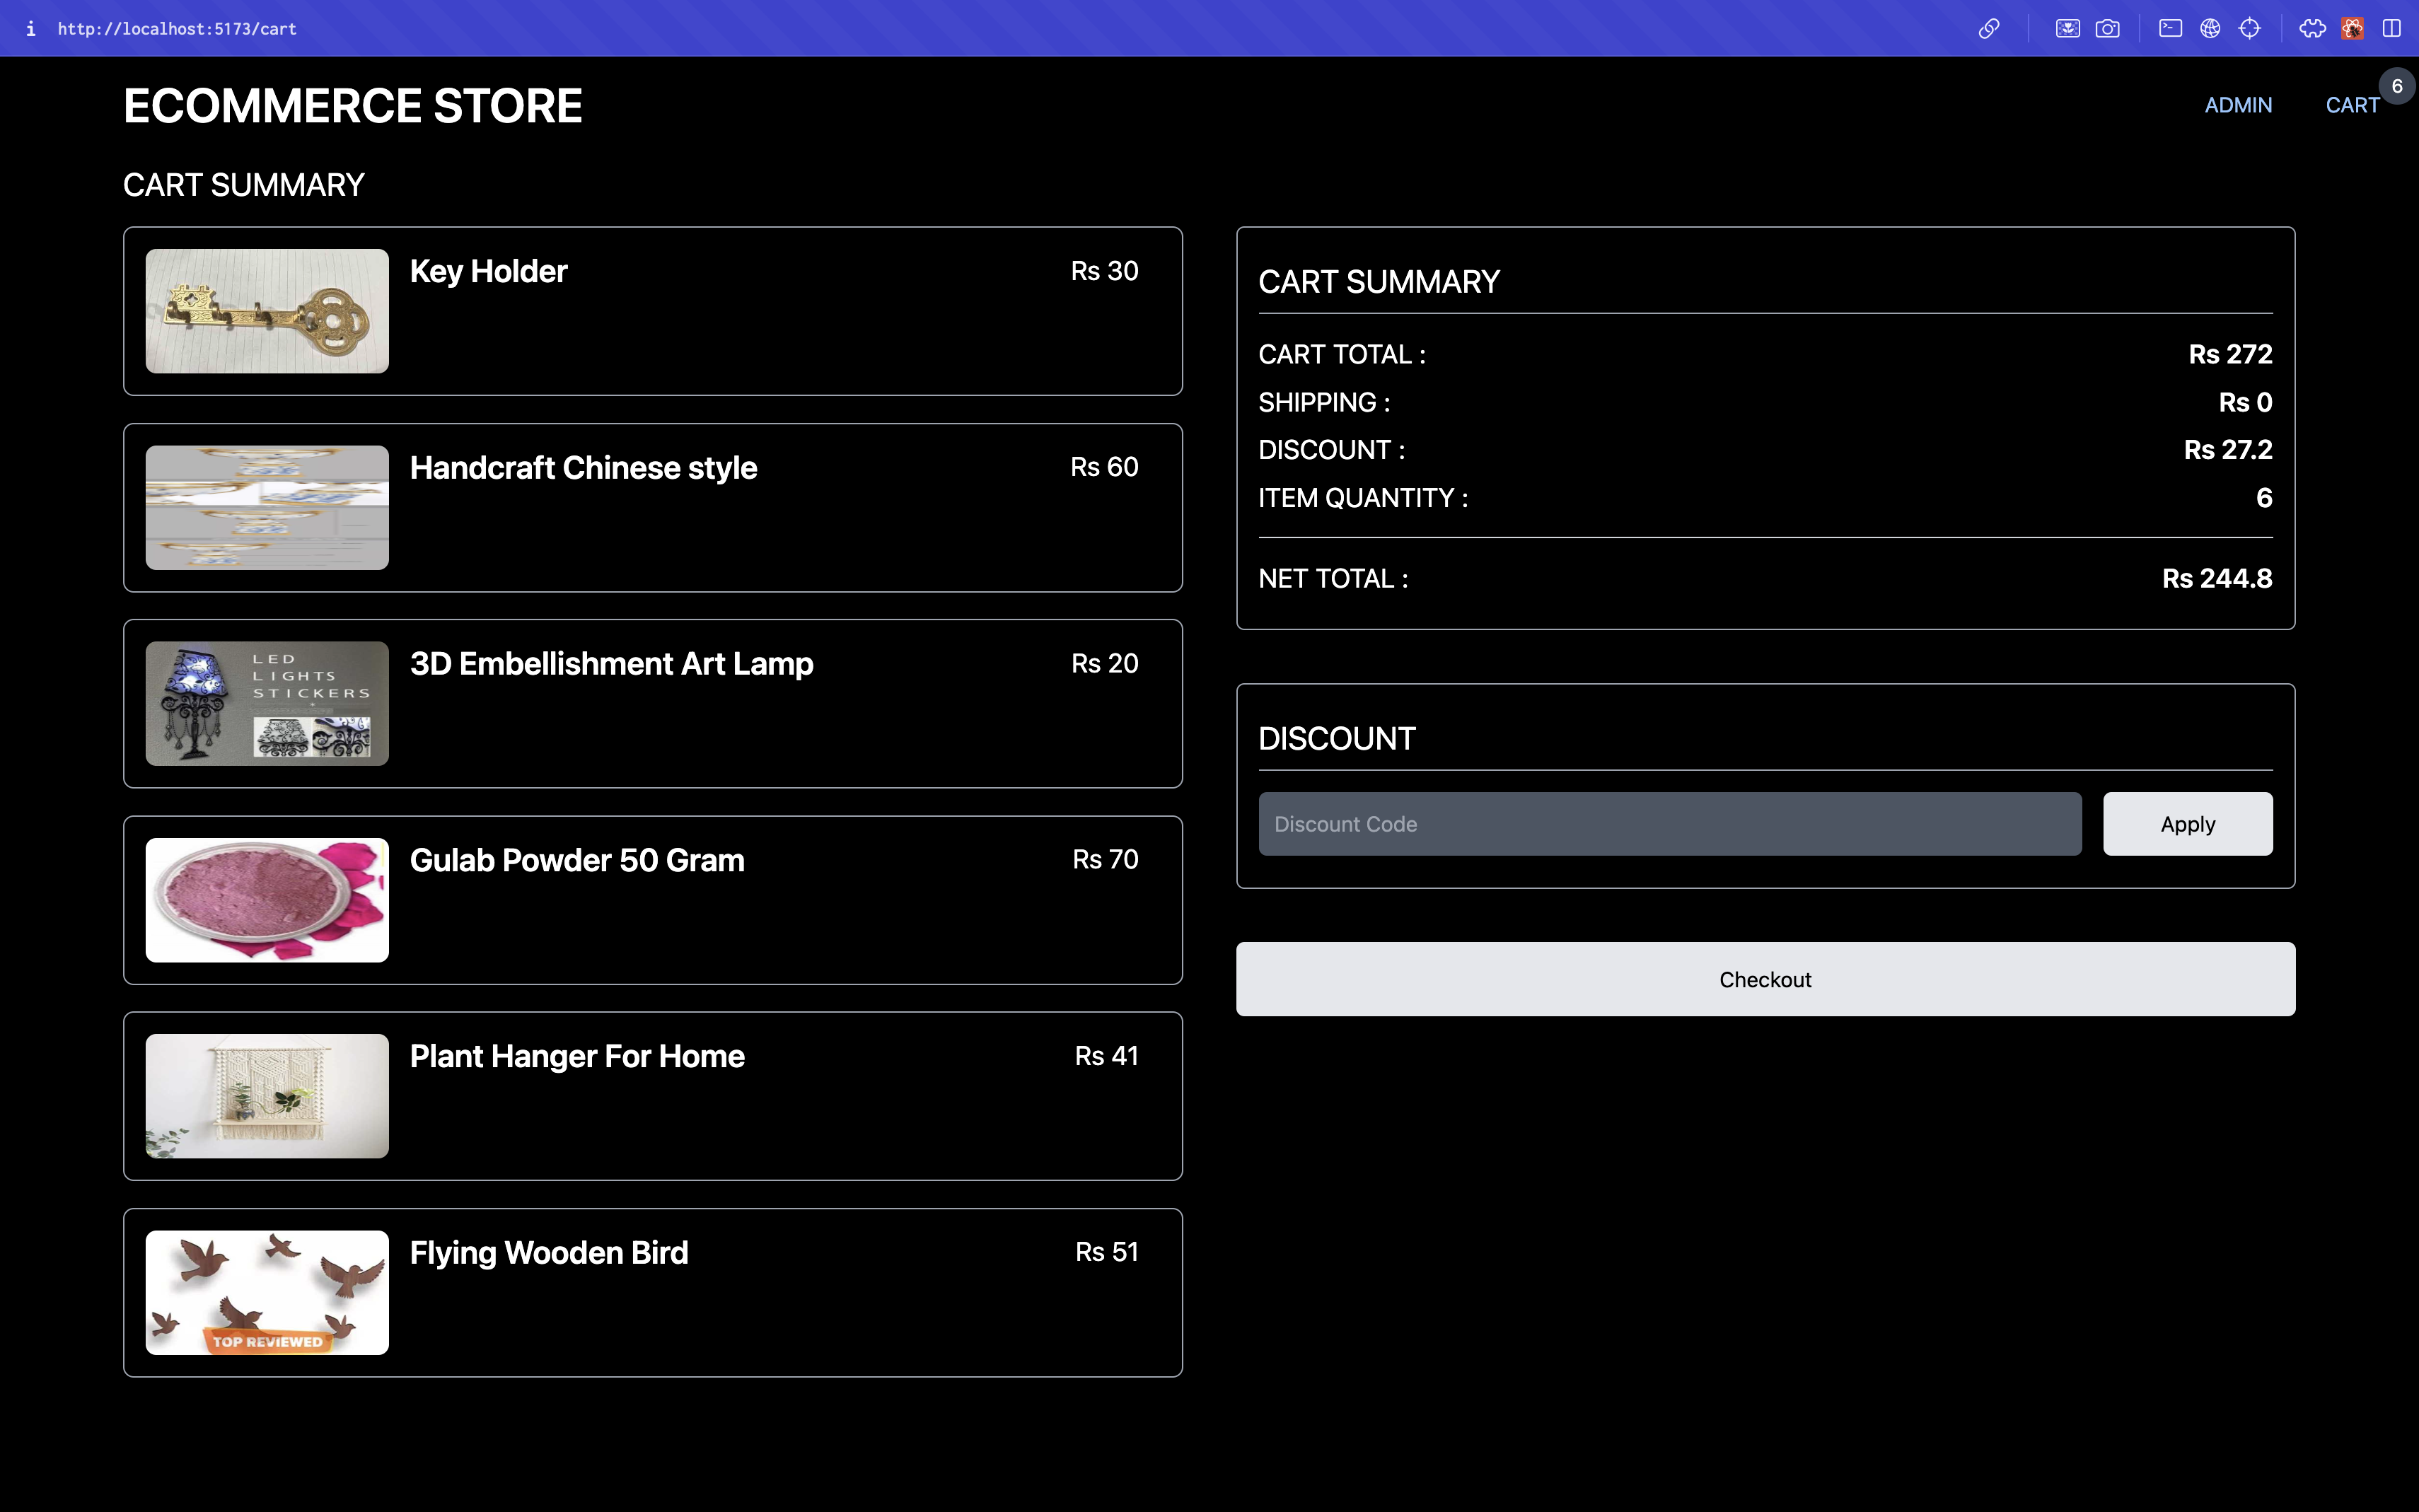 http://localhost:5173/cart
ECOMMERCE STORE
ADMIN
CART
6
CART SUMMARY
Key Holder
Rs 30
Handcraft Chinese style
Rs 60
LED
LIGHTS
STICKERS
3D Embellishment Art Lamp
Rs 20
Gulab Powder 50 Gram
Rs 70
Plant Hanger For Home
Rs 41
TOP REVIEWED
Flying Wooden Bird
Rs 51
CART SUMMARY
CART TOTAL : Rs 272
SHIPPING : Rs 0
DISCOUNT : Rs 27.2
ITEM QUANTITY : 6
NET TOTAL : Rs 244.8
DISCOUNT
Discount Code
Apply
Checkout